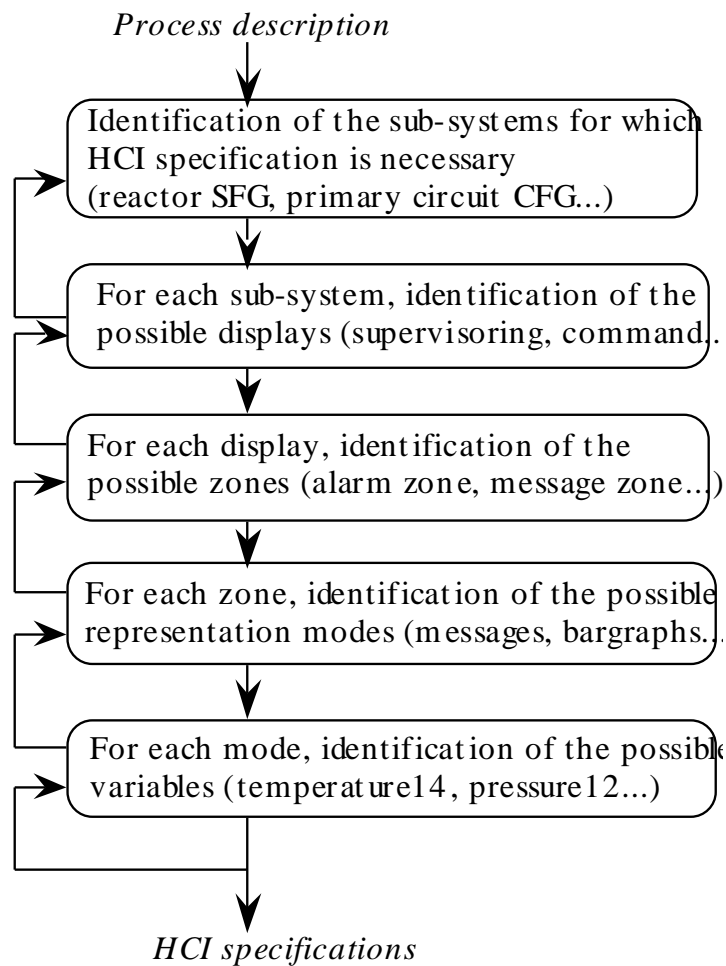 Process description
Identification of the sub-systems for which
HCI specification is necessary
(reactor SFG, primary circuit CFG...)
For each sub-system, identification of the
possible displays (supervisoring, command..
For each display, identification of the
possible zones (alarm zone, message zone...)
For each zone, identification of the possible
representation modes (messages, bargraphs...
For each mode, identification of the possible
variables (temperature14, pressure12...)
HCI specifications